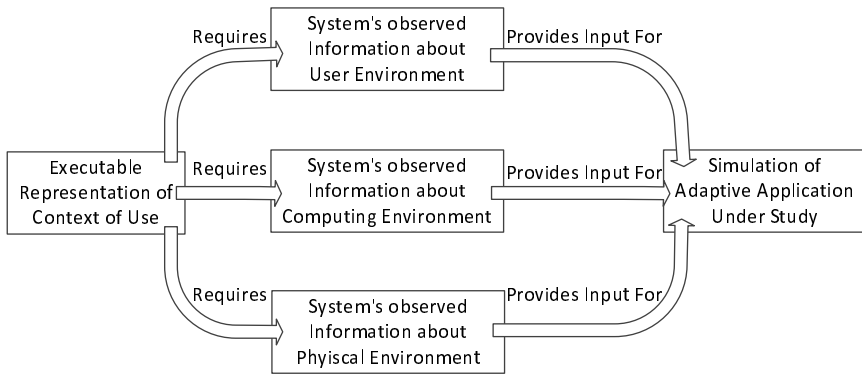 Requires
System's observed
Information about
User Environment
Provides Input For
Executable
Representation of
Context of Use
Requires
System's observed
Information about
Computing Environment
Provides Input For
Simulation of
Adaptive Application
Under Study
Requires
System's observed
Information about
Phyiscal Environment
Provides Input For